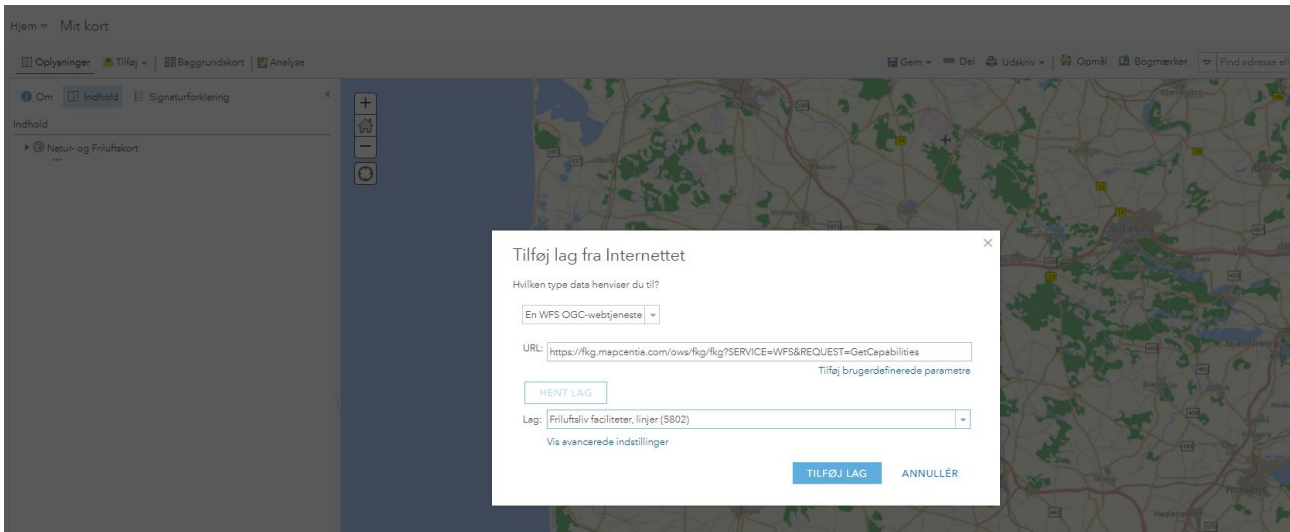 Hjem Mit kort
Oplysninger Tilføj Baggrundskort Analyse Gem Del Udskriv Opmål Bogmærker Find adresse el
Om Indhold Signaturforklaring
Indhold
Natur- og Friluftskort
Silkeborg
Tilføj lag fra Internettet
Hvilken type data henviser du til?
En WFS OGC-webtjeneste
URL: https://fkg.mapcentia.com/ows/fkg/fkg?SERVICE=WFS&REQUEST=GetCapabilities
Tilføj brugerdefinerede parametre
HENT LAG
Lag: Friluftsliv faciliteter, linjer (5802)
Vis avancerede indstillinger
TILFØJ LAG ANNULLÉR
Horsens
Hedensted